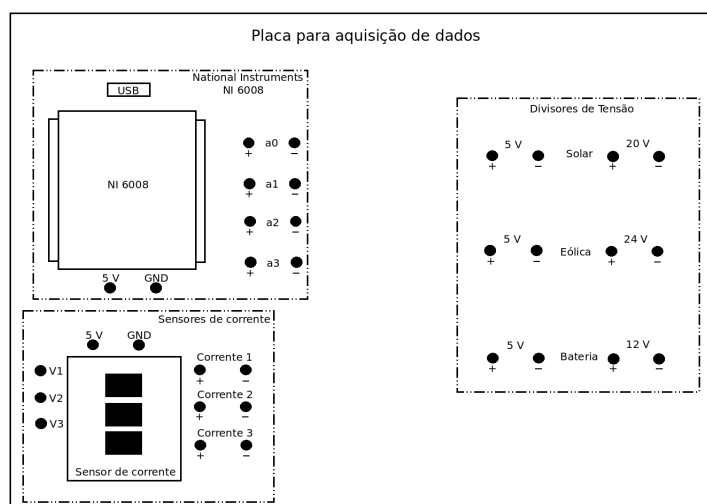 Placa para aquisição de dados
National Instruments
NI 6008
USB
NI 6008
a0
+ −
a1
+ −
a2
+ −
a3
+ −
5 V GND
Sensores de corrente
5 V GND
V1
V2
V3
Sensor de corrente
Corrente 1
+ −
Corrente 2
+ −
Corrente 3
+ −
Divisores de Tensão
5 V Solar 20 V
+ − + −
5 V Eólica 24 V
+ − + −
5 V Bateria 12 V
+ − + −